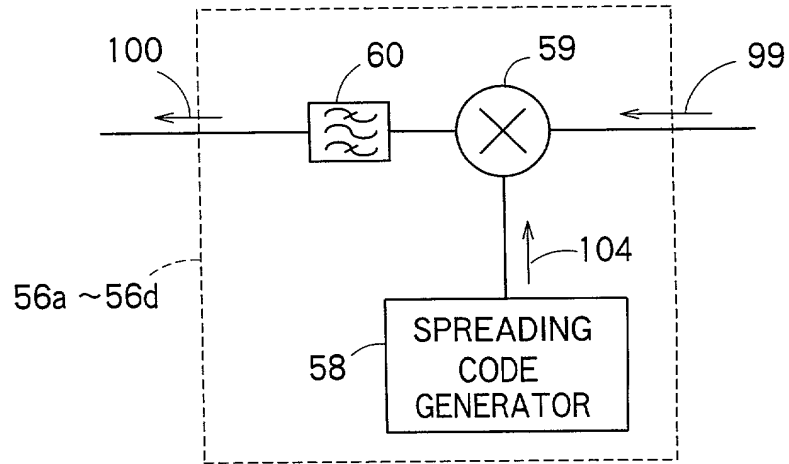 100
60
59
99
104
56a ~56d
58
SPREADING
CODE
GENERATOR